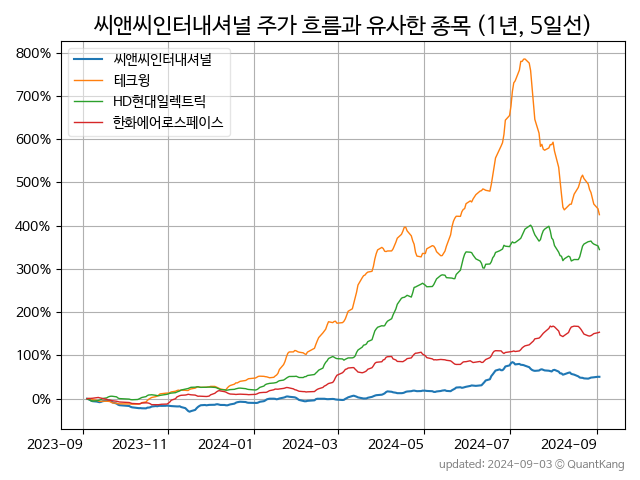 씨앤씨인터내셔널 주가 흐름과 유사한 종목 (1년, 5일선)
씨앤씨인터내셔널
테크윙
HD현대일렉트릭
한화에어로스페이스
800%
700%
600%
500%
400%
300%
200%
100%
0%
2023-09 2023-11 2024-01 2024-03 2024-05 2024-07 2024-09
updated: 2024-09-03 © QuantKang